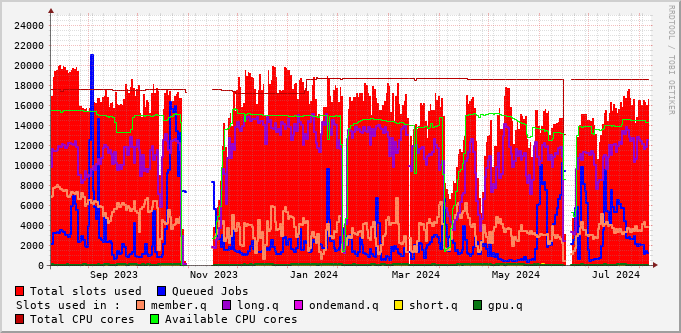 24000
22000
20000
18000
16000
14000
12000
10000
8000
6000
4000
2000
0
Sep 2023 Nov 2023 Jan 2024 Mar 2024 May 2024 Jul 2024
RRDTOOL / TOBI OETIKER
Total slots used Queued Jobs
Slots used in : member.q long.q ondemand.q short.q gpu.q
Total CPU cores Available CPU cores